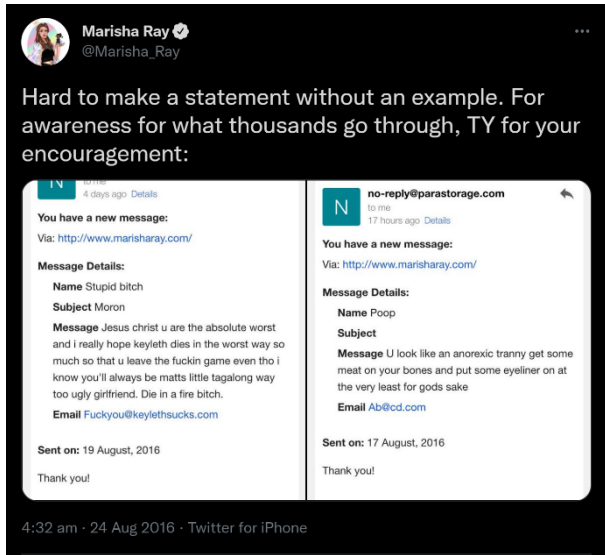 Marisha Ray
@Marisha_Ray
Hard to make a statement without an example. For
awareness for what thousands go through, TY for your
encouragement:
N
to me
4 days ago Details
You have a new message:
Via: http://www.marisharay.com/
Message Details:
Name Stupid bitch
Subject Moron
Message Jesus christ u are the absolute worst
and i really hope keyleth dies in the worst way so
much so that u leave the fuckin game even tho i
know you'll always be matts little tagalong way
too ugly girlfriend. Die in a fire bitch.
Email Fuckyou@keylethsucks.com
Sent on: 19 August, 2016
Thank you!
N
no-reply@parastorage.com
to me
17 hours ago Details
You have a new message:
Via: http://www.marisharay.com/
Message Details:
Name Poop
Subject
Message U look like an anorexic tranny get some
meat on your bones and put some eyeliner on at
the very least for gods sake
Email Ab@cd.com
Sent on: 17 August, 2016
Thank you!
4:32 am · 24 Aug 2016 · Twitter for iPhone